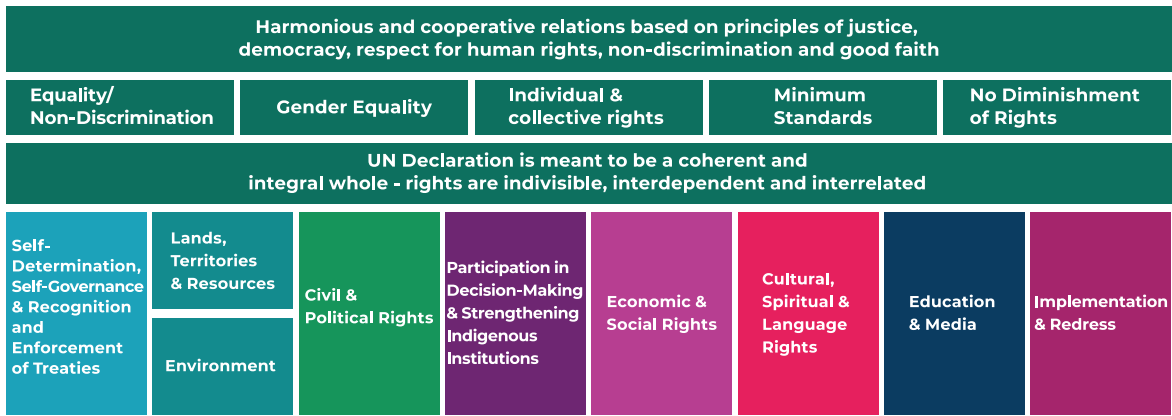 Harmonious and cooperative relations based on principles of justice,
democracy, respect for human rights, non-discrimination and good faith
Equality/
Non-Discrimination
Gender Equality
Individual &
collective rights
Minimum
Standards
No Diminishment
of Rights
UN Declaration is meant to be a coherent and
integral whole - rights are indivisible, interdependent and interrelated
Self-
Determination,
Self-Governance
& Recognition
and
Enforcement
of Treaties
Lands,
Territories
& Resources
Environment
Civil &
Political Rights
Participation in
Decision-Making
& Strengthening
Indigenous
Institutions
Economic &
Social Rights
Cultural,
Spiritual &
Language
Rights
Education
& Media
Implementation
& Redress